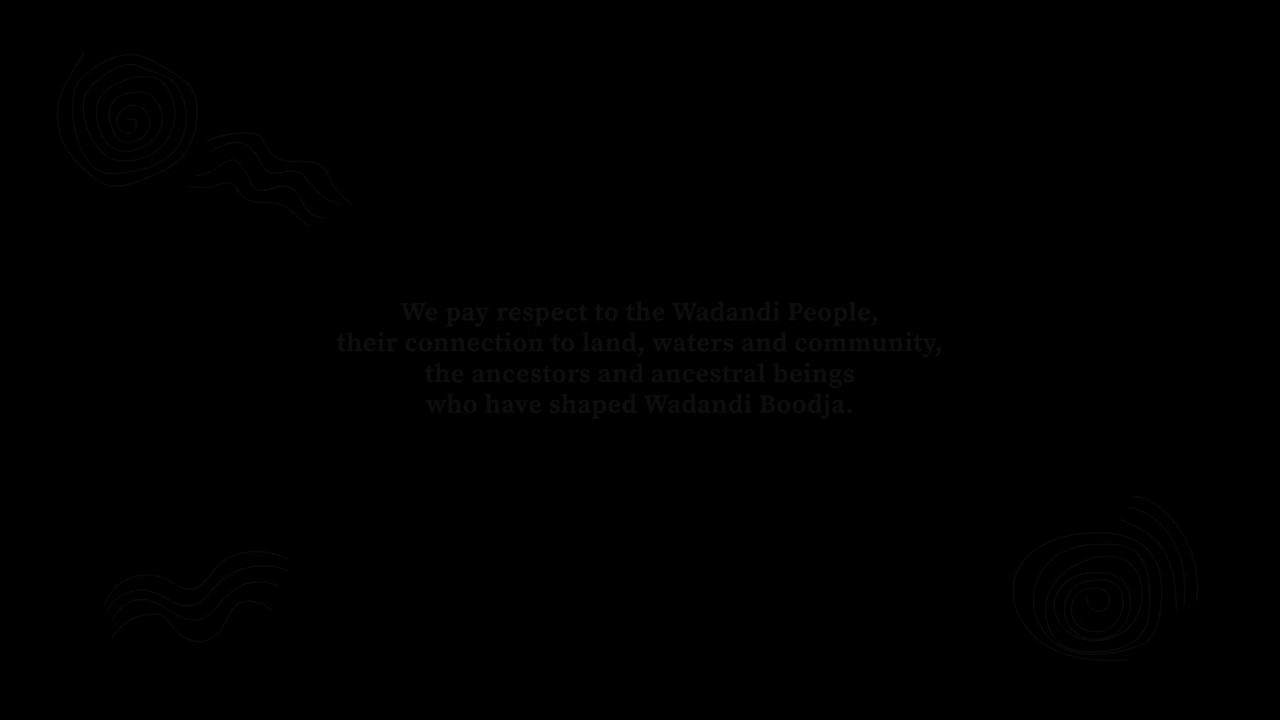 We pay respect to the Wadandi People,
their connection to land, waters and community,
the ancestors and ancestral beings
who have shaped Wadandi Boodja.